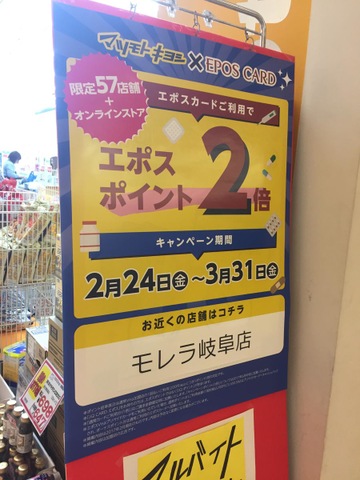 マツモトキヨシ×EPOS CARD
限定57店舗
+
オンラインストア
エポスカードご利用で
エポス
ポイント2倍
キャンペーン期間
2月24日金～3月31日金
お近くの店舗はコチラ
モレラ岐阜店
アルバイト